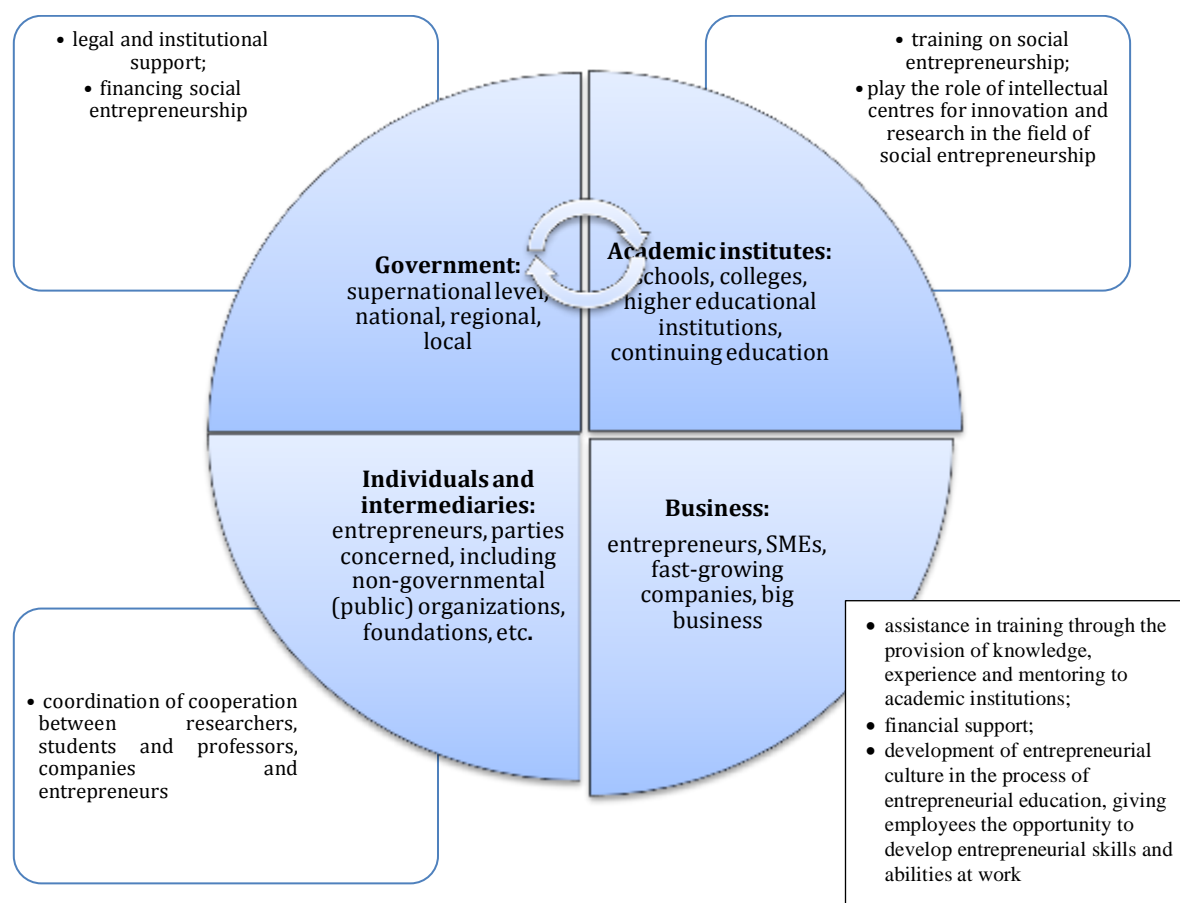 • legal and institutional
support;
• financing social
entrepreneurship
• training on social
entrepreneurship;
• play the role of intellectual
centres for innovation and
research in the field of
social entrepreneurship
Government:
supernational level,
national, regional,
local
Academic institutes:
schools, colleges,
higher educational
institutions,
continuing education
Individuals and
intermediaries:
entrepreneurs, parties
concerned, including
non-governmental
(public) organizations,
foundations, etc.
Business:
entrepreneurs, SMEs,
fast-growing
companies, big
business
• coordination of cooperation
between researchers,
students and professors,
companies and
entrepreneurs
• assistance in training through the
provision of knowledge,
experience and mentoring to
academic institutions;
• financial support;
• development of entrepreneurial
culture in the process of
entrepreneurial education, giving
employees the opportunity to
develop entrepreneurial skills and
abilities at work